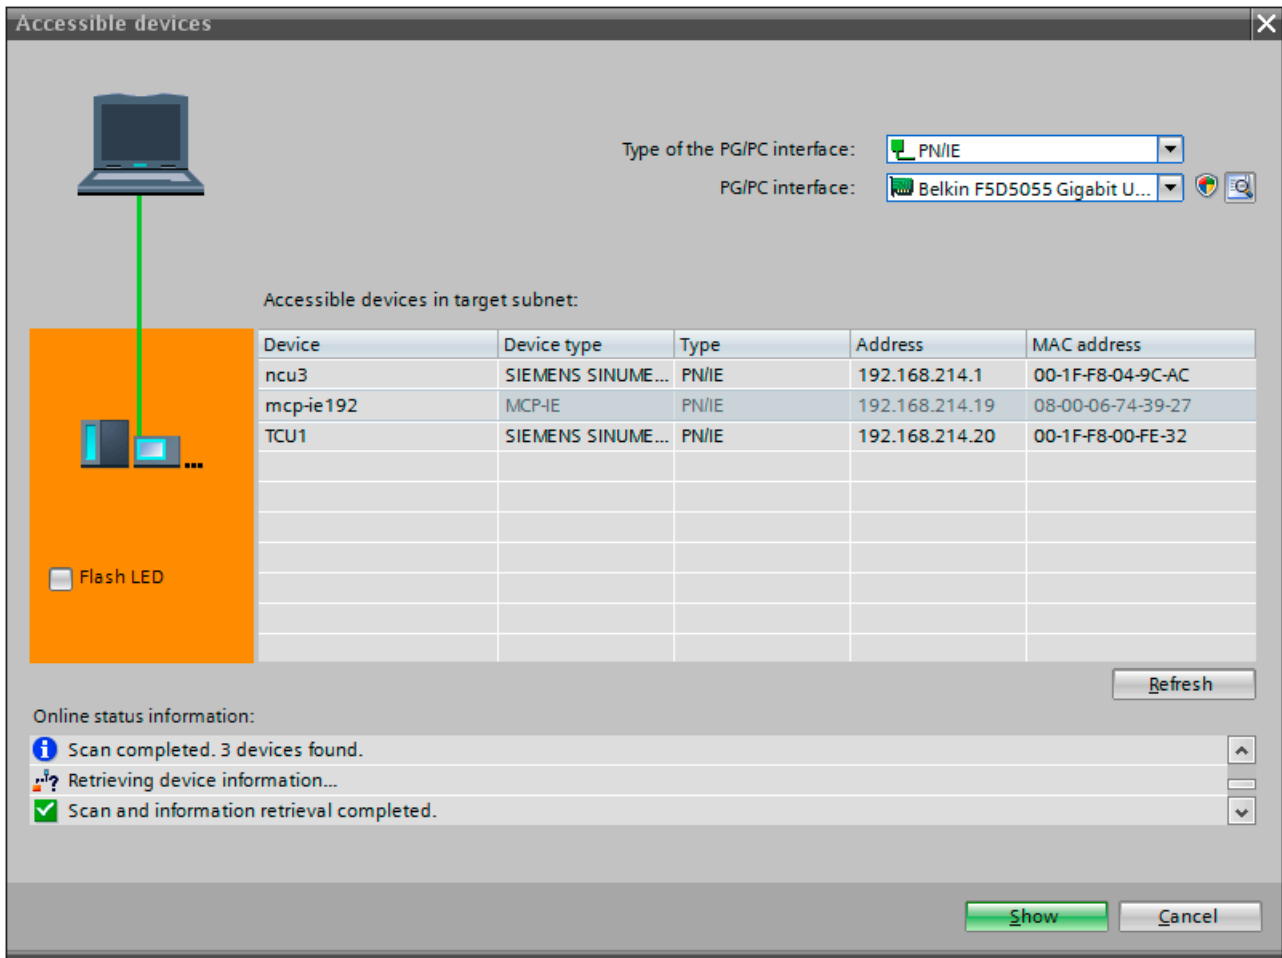 Accessible devices
Type of the PG/PC interface: PN/IE
PG/PC interface: Belkin F5D5055 Gigabit U...
Accessible devices in target subnet:
Device Device type Type Address MAC address
ncu3 SIEMENS SINUME... PN/IE 192.168.214.1 00-1F-F8-04-9C-AC
mcp-ie192 MCP-IE PN/IE 192.168.214.19 08-00-06-74-39-27
TCU1 SIEMENS SINUME... PN/IE 192.168.214.20 00-1F-F8-00-FE-32
Flash LED
Refresh
Online status information:
Scan completed. 3 devices found.
Retrieving device information...
Scan and information retrieval completed.
Show Cancel